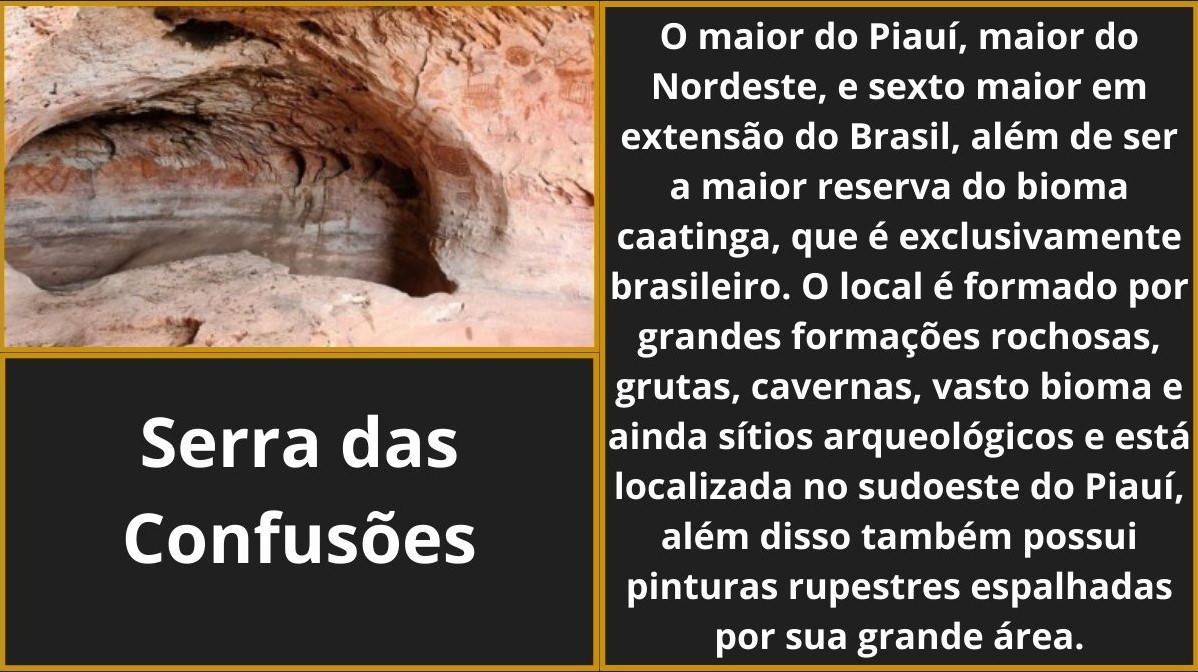 Serra das
Confusões
O maior do Piauí, maior do
Nordeste, e sexto maior em
extensão do Brasil, além de ser
a maior reserva do bioma
caatinga, que é exclusivamente
brasileiro. O local é formado por
grandes formações rochosas,
grutas, cavernas, vasto bioma e
ainda sítios arqueológicos e está
localizada no sudoeste do Piauí,
além disso também possui
pinturas rupestres espalhadas
por sua grande área.